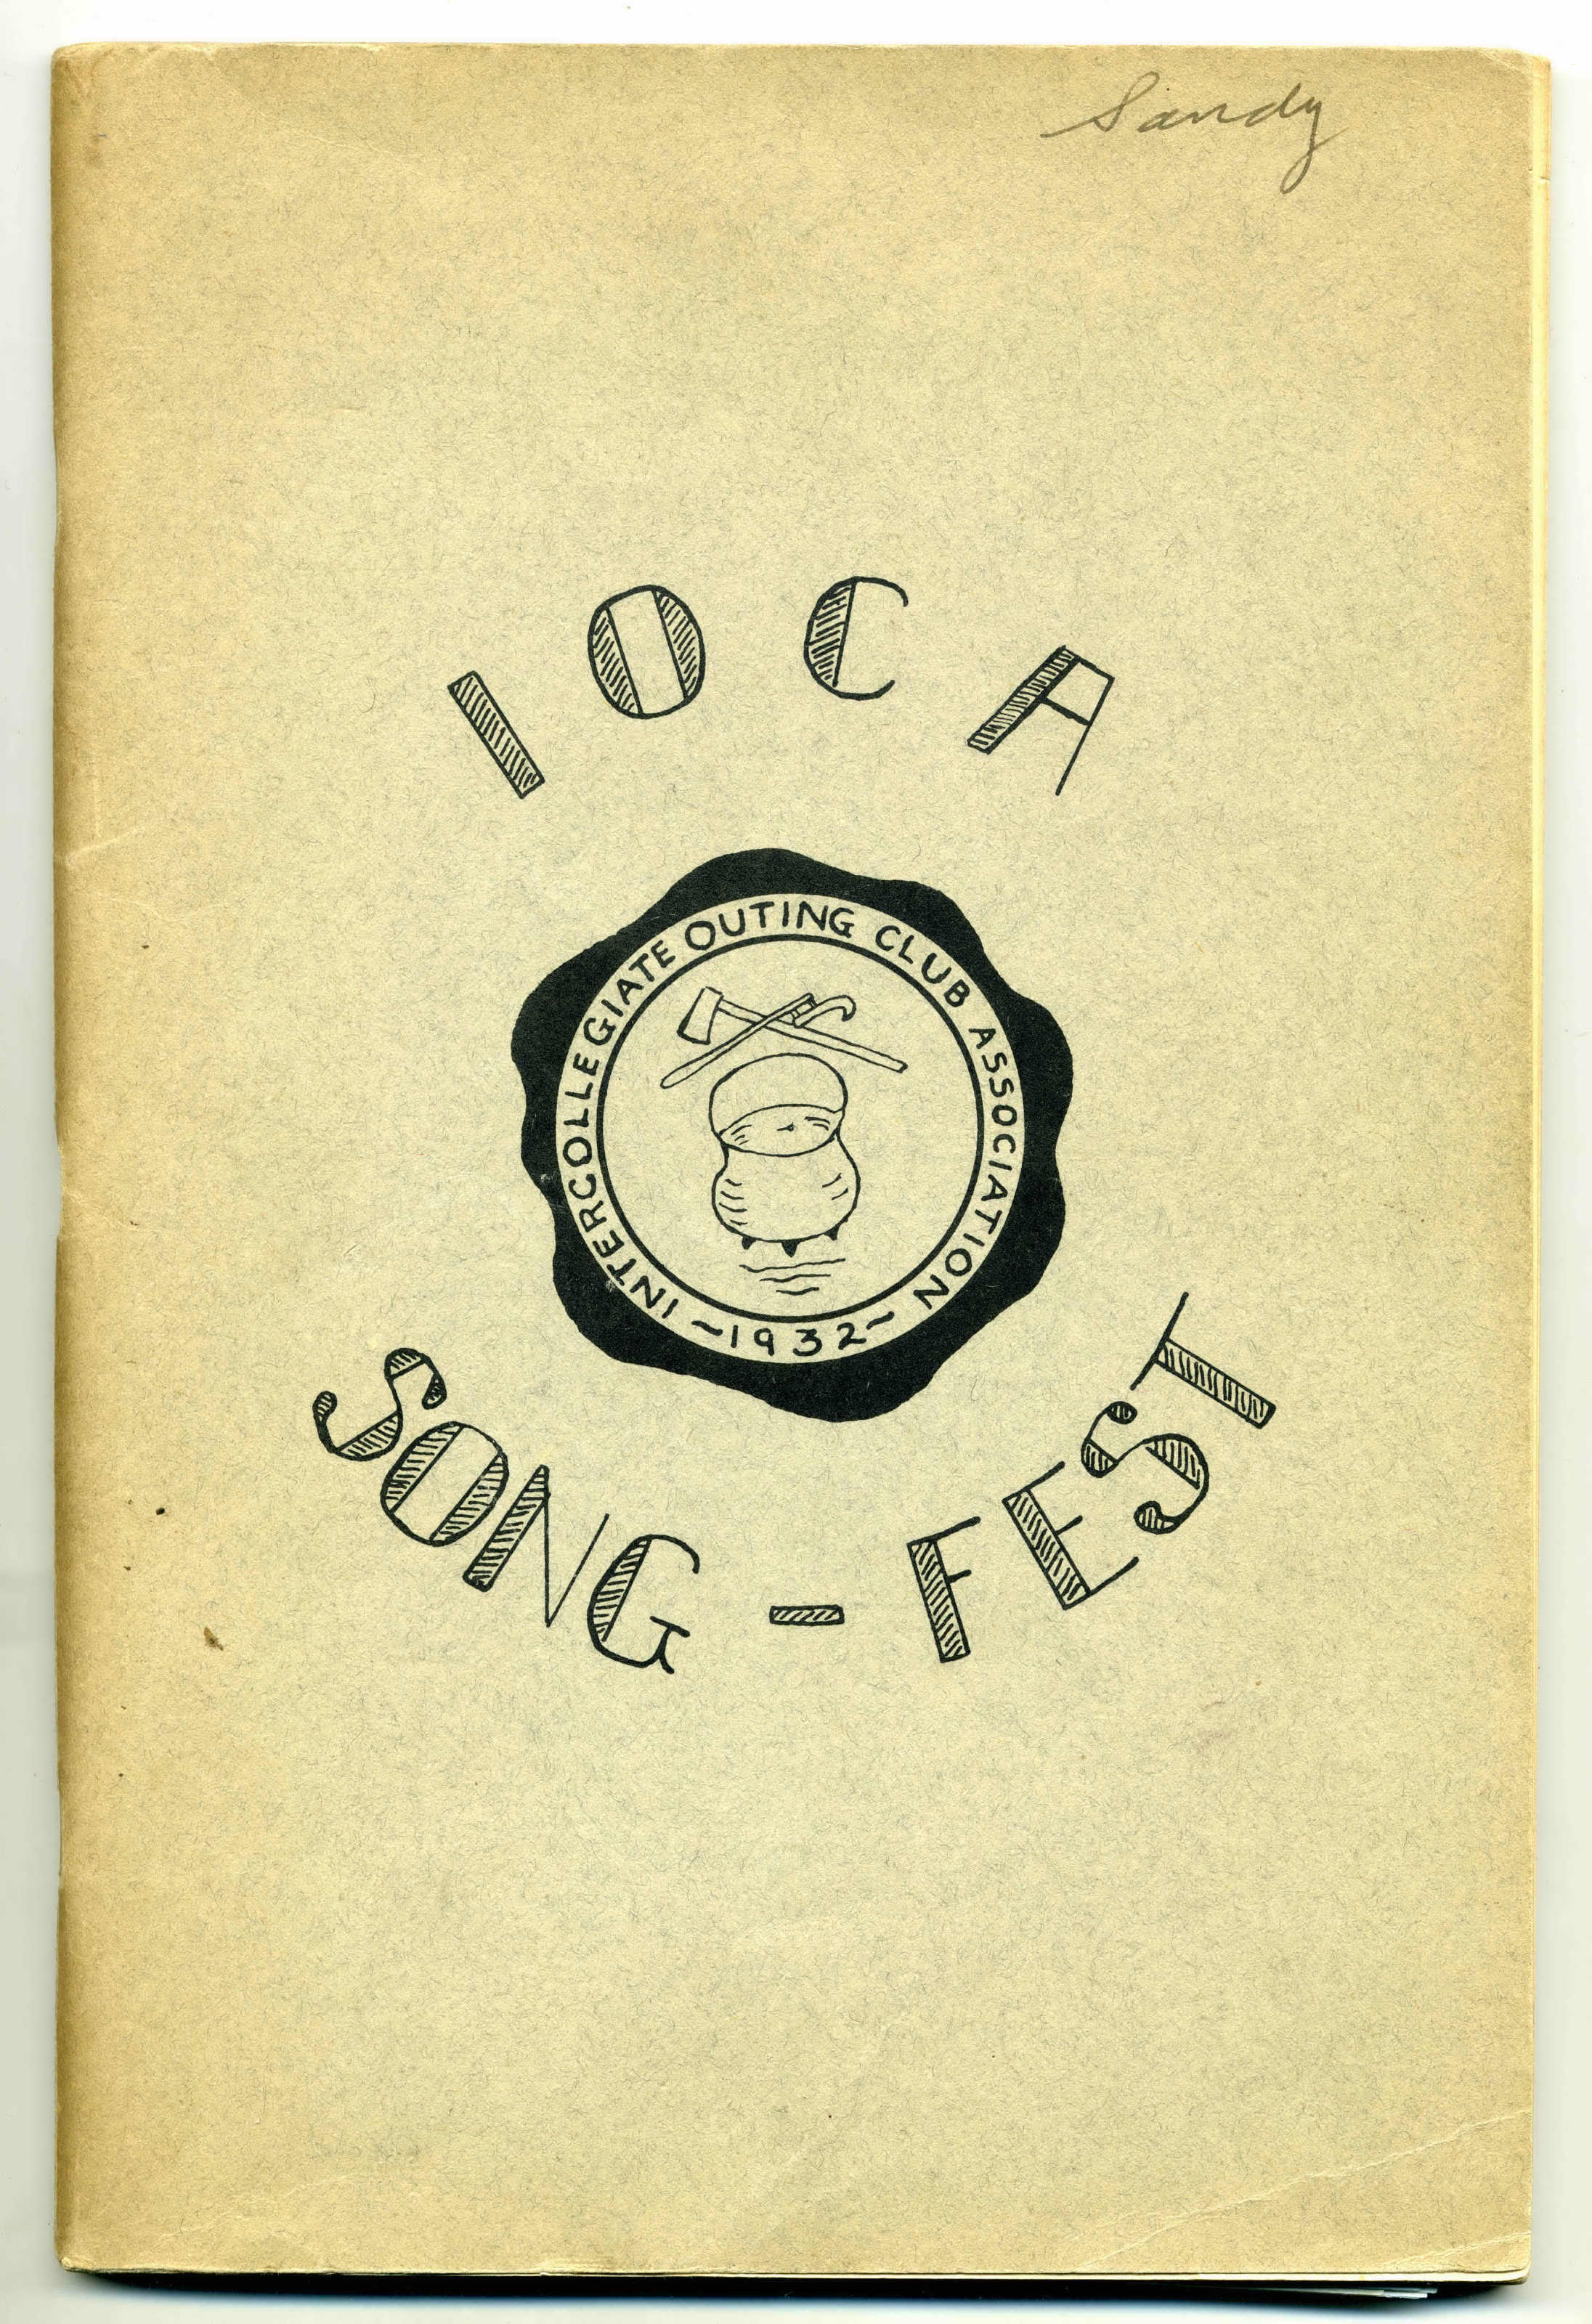 Sandy
IOCA
INTERCOLLEGIATE OUTING CLUB ASSOCIATION
~1932~
SONG-FEST